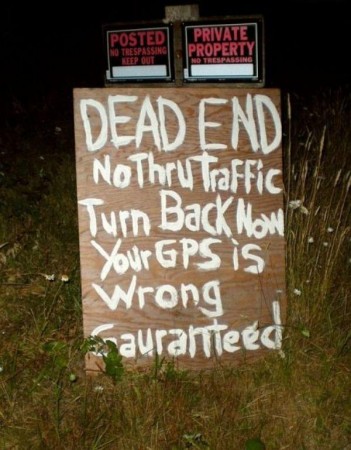 POSTED
NO TRESPASSING
KEEP OUT
PRIVATE
PROPERTY
NO TRESPASSING
DEAD END
No Thru Traffic
Turn Back Now
Your GPS is
Wrong
Gauranteed!